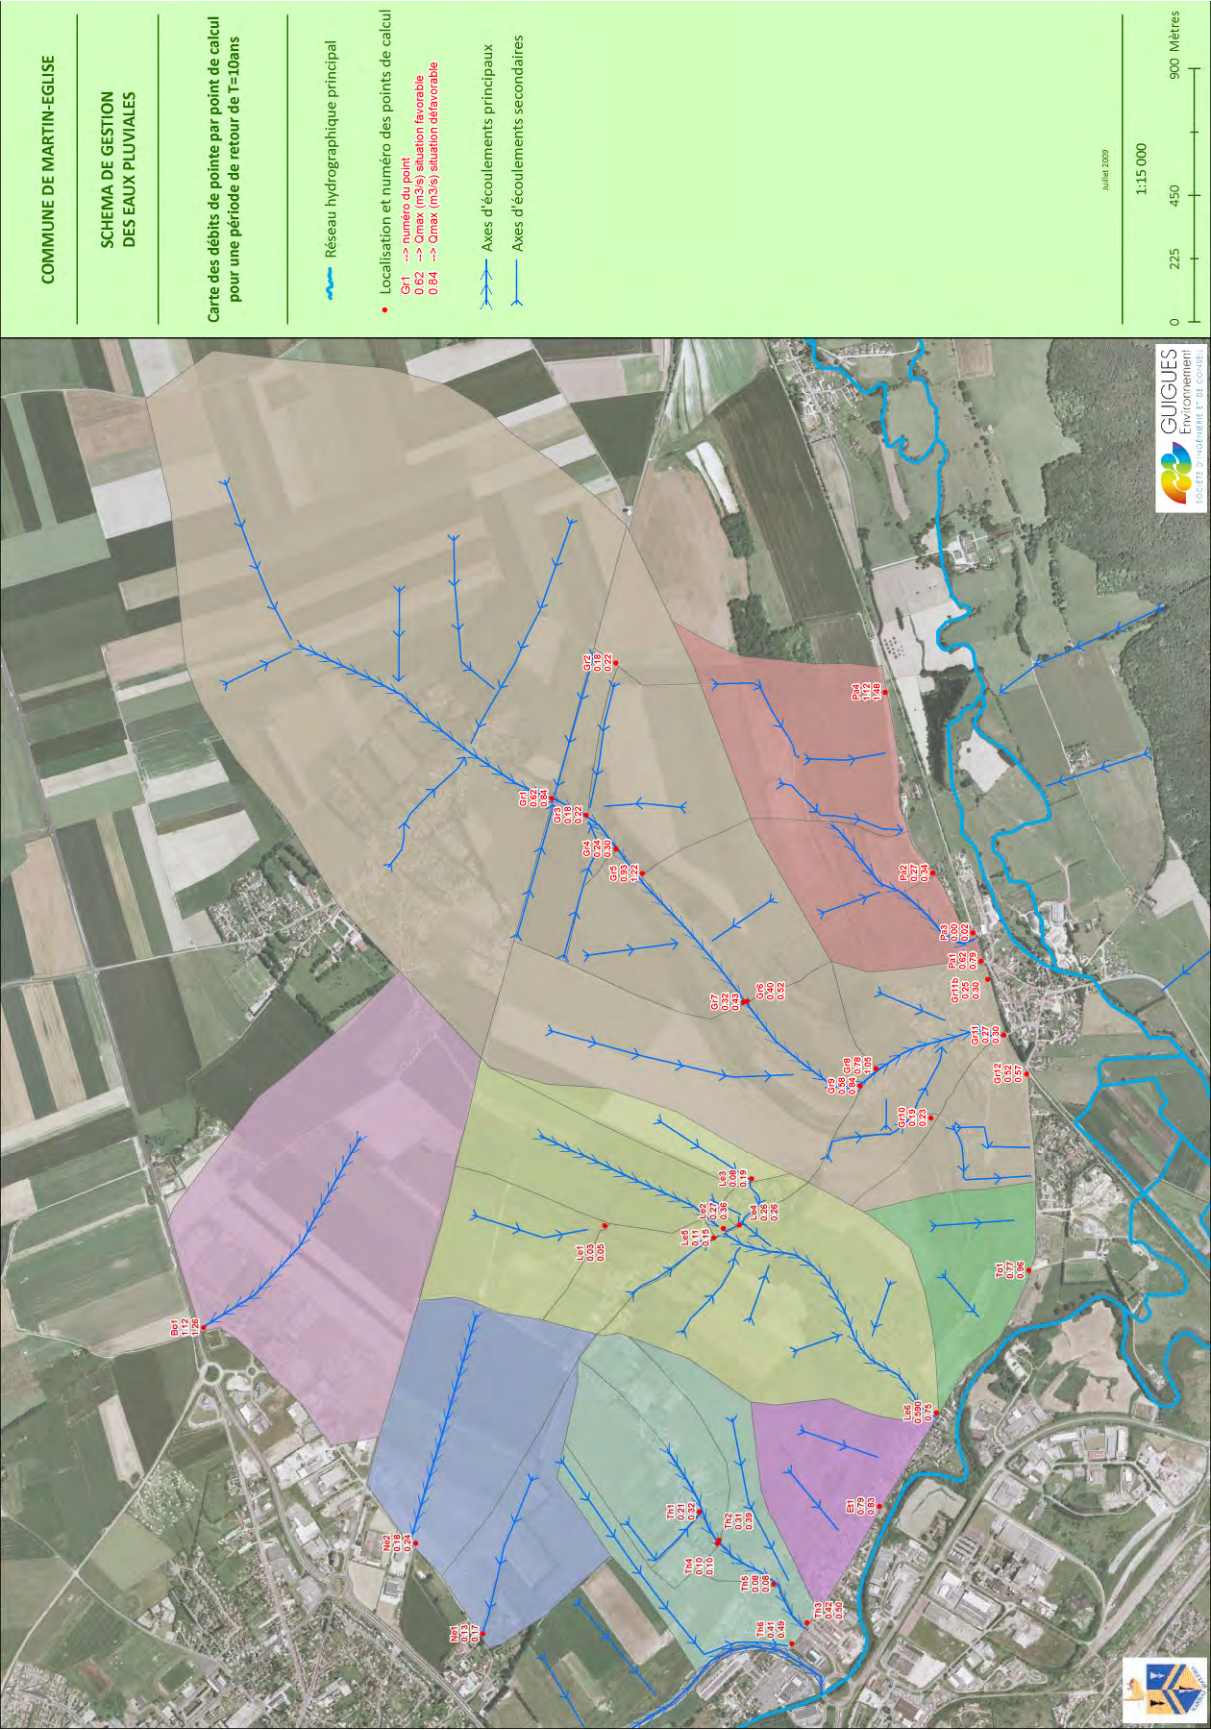 COMMUNE DE MARTIN-EGLISE
SCHEMA DE GESTION
DES EAUX PLUVIALES
Carte des débits de pointe par point de calcul
pour une période de retour de T=10ans
Réseau hydrographique principal
Localisation et numéro des points de calcul
Gr1 --> numéro du point
0.62 --> Qmax (m3/s) situation favorable
0.84 --> Qmax (m3/s) situation défavorable
Axes d'écoulements principaux
Axes d'écoulements secondaires
Juillet 2009
1:15 000
0 225 450 900 Mètres
GUIGUES
Environnement
SOCIÉTÉ D'INGÉNIERIE ET DE CONSEIL
Bo1
1.12
1.26
Ne2
0.18
0.24
Ne1
0.13
0.17
Gr1
0.62
0.84
Gr2
0.18
0.22
Gr3
0.18
0.22
Gr4
0.24
0.30
Gr5
0.93
1.22
Gr7
0.32
0.43
Gr6
0.40
0.52
Gr9
0.58
0.84
Gr8
0.78
1.05
Gr10
0.19
0.23
Gr11
0.27
0.30
Gr11b
0.25
0.30
Gr12
0.52
0.57
Pa4
1.12
1.48
Pa2
0.27
0.34
Pa3
0.00
0.02
Pa1
0.62
0.79
Le1
0.03
0.05
Le5
0.11
0.15
Le2
0.27
0.36
Le3
0.08
0.19
Le4
0.26
0.26
Le6
0.590
0.75
To1
0.77
0.96
Et1
0.79
0.83
Th1
0.21
0.32
Th2
0.31
0.39
Th4
0.10
0.10
Th5
0.08
0.08
Th3
0.42
0.50
Th6
0.41
0.49